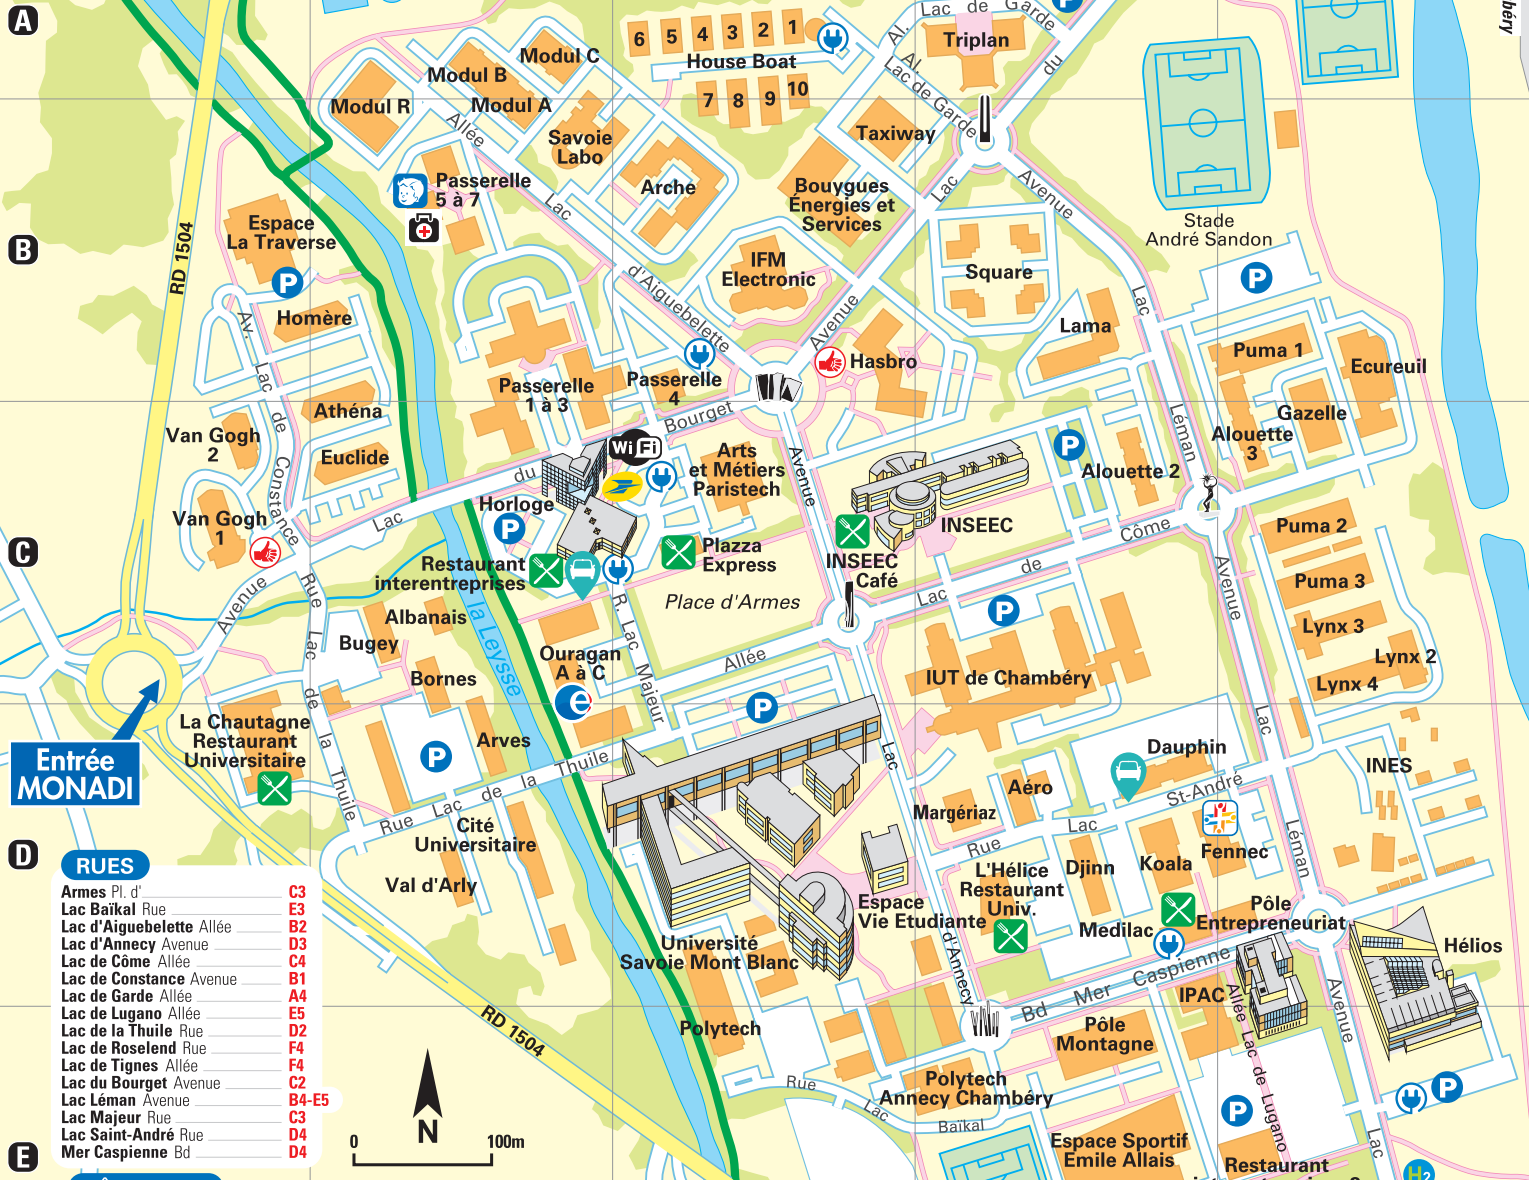 A
B
C
D
E
Modul C
Modul B
Modul A
Modul R
Savoie
Labo
Arche
6 5 4 3 2 1
House Boat
7 8 9 10
Lac de Garde
Triplan
Al.
Al.
Lac de Garde
du
béry
P
Taxiway
Bouygues
Énergies et
Services
Lac
Avenue
Stade
André Sandon
Allée
Lac
d'Aiguebelette
Passerelle
5 à 7
RD 1504
Espace
La Traverse
P
Homère
IFM
Electronic
Square
Lac
P
Avenue
Hasbro
Lama
Puma 1
Ecureuil
Gazelle
Alouette
3
Av.
Lac
de
Constance
Athéna
Euclide
Van Gogh
2
Van Gogh
1
Passerelle
1 à 3
Passerelle
4
Bourget
du
Lac
Avenue
WiFi
Horloge
P
Arts
et Métiers
Paristech
Avenue
INSEEC
INSEEC
Café
P
Alouette 2
Léman
Restaurant
interentreprises
Plazza
Express
Place d'Armes
Lac
de
Côme
Avenue
Puma 2
Puma 3
Lynx 3
Lynx 2
Lynx 4
Rue
Lac
de
la
Thuile
Albanais
Bugey
Bornes
la Leysse
Ouragan
A à C
R. Lac Majeur
Allée
P
P
IUT de Chambéry
La Chautagne
Restaurant
Universitaire
Entrée
MONADI
P
Arves
Rue Lac de la Thuile
Cité
Universitaire
Val d'Arly
Lac
d'Annecy
Dauphin
Aéro
Margériaz
Rue
Lac
St-André
Lac
Léman
INES
Djinn
Koala
Fennec
L'Hélice
Restaurant
Univ.
Medilac
Pôle
Entrepreneuriat
Espace
Vie Etudiante
Université
Savoie Mont Blanc
Hélios
Polytech
Bd Mer Caspienne
IPAC
Allée Lac de Lugano
Avenue
Lac
Pôle
Montagne
Polytech
Annecy Chambéry
Rue
Lac
Baïkal
Espace Sportif
Emile Allais
Restaurant
P
P
H2
RD 1504
N
0 100m
RUES
Armes Pl. d' C3
Lac Baïkal Rue E3
Lac d'Aiguebelette Allée B2
Lac d'Annecy Avenue D3
Lac de Côme Allée C4
Lac de Constance Avenue B1
Lac de Garde Allée A4
Lac de Lugano Allée E5
Lac de la Thuile Rue D2
Lac de Roselend Rue F4
Lac de Tignes Allée F4
Lac du Bourget Avenue C2
Lac Léman Avenue B4-E5
Lac Majeur Rue C3
Lac Saint-André Rue D4
Mer Caspienne Bd D4